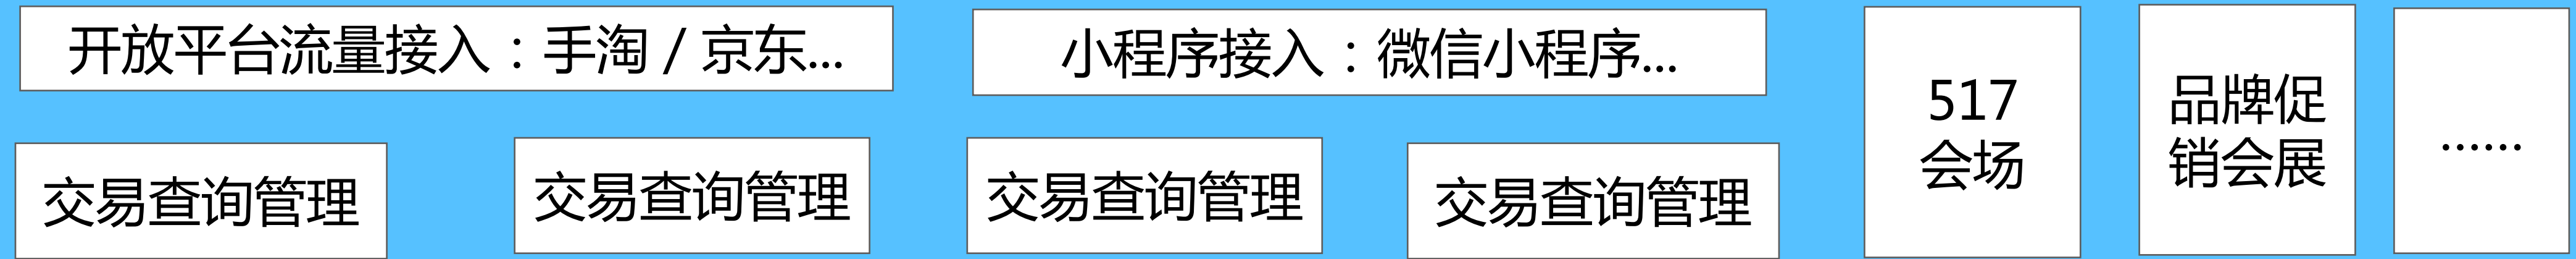 开放平台流量接入：手淘 / 京东...
小程序接入：微信小程序...
交易查询管理
交易查询管理
交易查询管理
交易查询管理
517
会场
品牌促
销会展
……